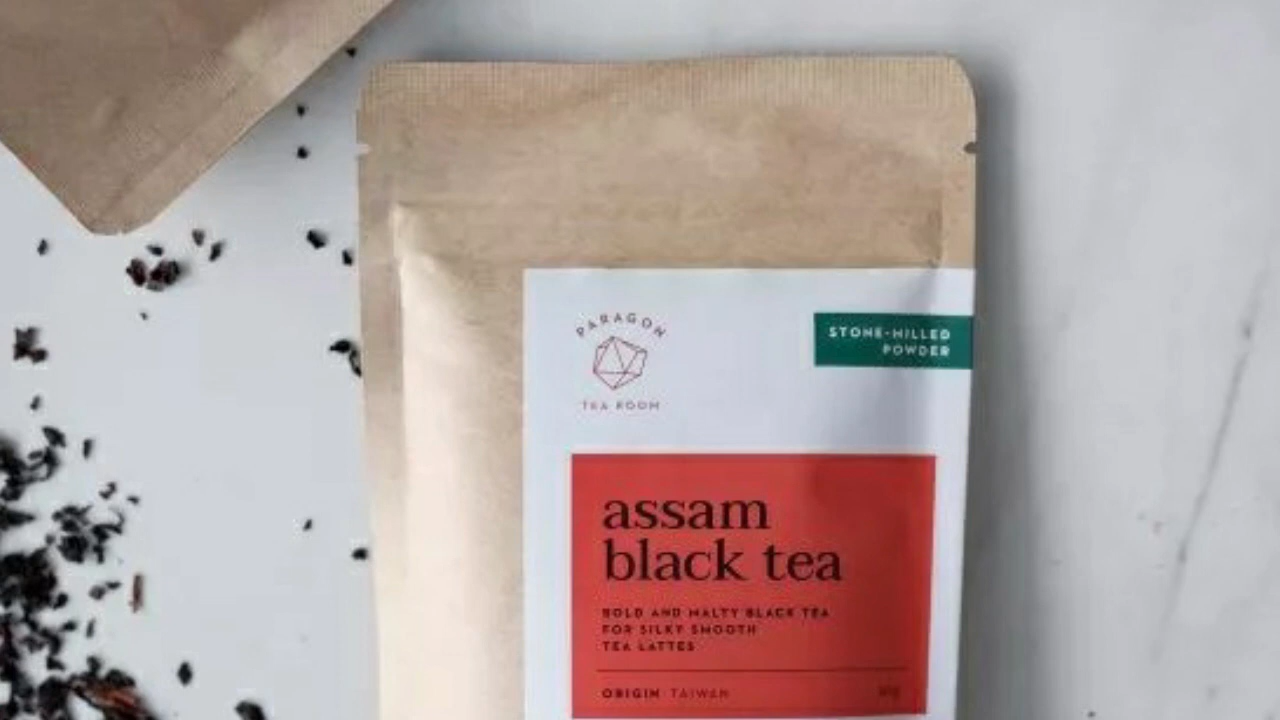 PARAGON
TEA ROOM
STONE-MILLED
POWDER
assam
black tea
BOLD AND MALTY BLACK TEA
FOR SILKY SMOOTH
TEA LATTES
ORIGIN TAIWAN